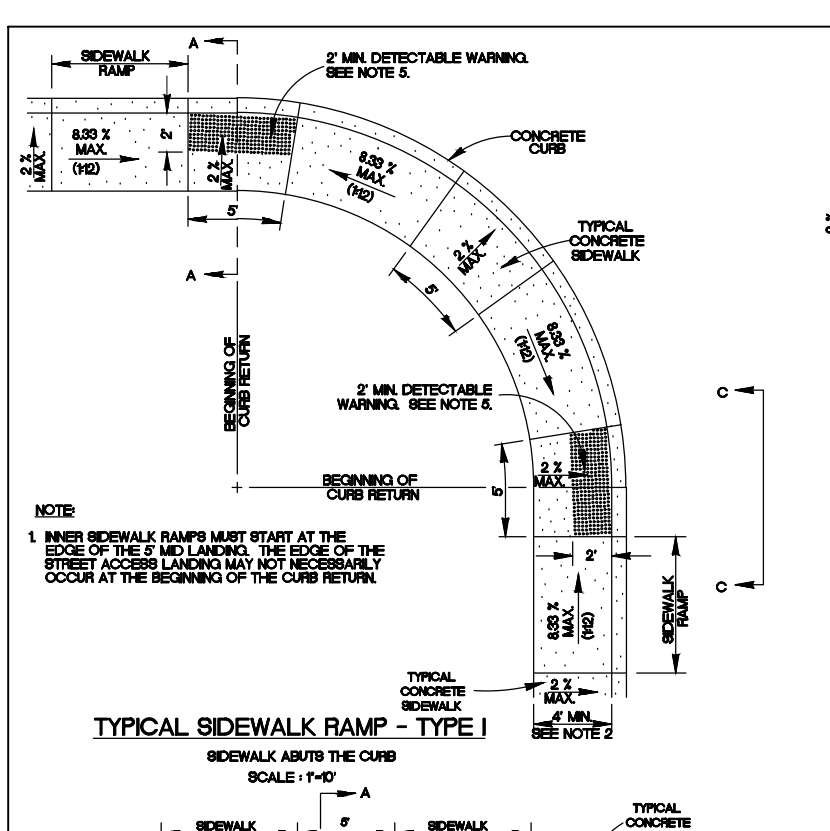 A
SIDEWALK
RAMP
2' MIN. DETECTABLE WARNING.
SEE NOTE 5.
2 %
MAX.
8.33 %
MAX.
(1:12)
2'
2 %
MAX.
8.33 %
MAX.
(1:12)
CONCRETE
CURB
5'
A
TYPICAL
CONCRETE
SIDEWALK
2 %
MAX.
5'
8.33 %
MAX.
(1:12)
BEGINNING OF
CURB RETURN
2' MIN. DETECTABLE
WARNING. SEE NOTE 5.
C
2 %
MAX.
5'
BEGINNING OF
CURB RETURN
NOTE:
1. INNER SIDEWALK RAMPS MUST START AT THE
EDGE OF THE 5' MID LANDING. THE EDGE OF THE
STREET ACCESS LANDING MAY NOT NECESSARILY
OCCUR AT THE BEGINNING OF THE CURB RETURN.
2'
C
8.33 %
MAX.
(1:12)
SIDEWALK
RAMP
TYPICAL
CONCRETE
SIDEWALK
2 %
MAX.
4' MIN.
SEE NOTE 2
TYPICAL SIDEWALK RAMP - TYPE I
SIDEWALK ABUTS THE CURB
SCALE : 1"=10'
A
SIDEWALK
5'
SIDEWALK
TYPICAL
CONCRETE